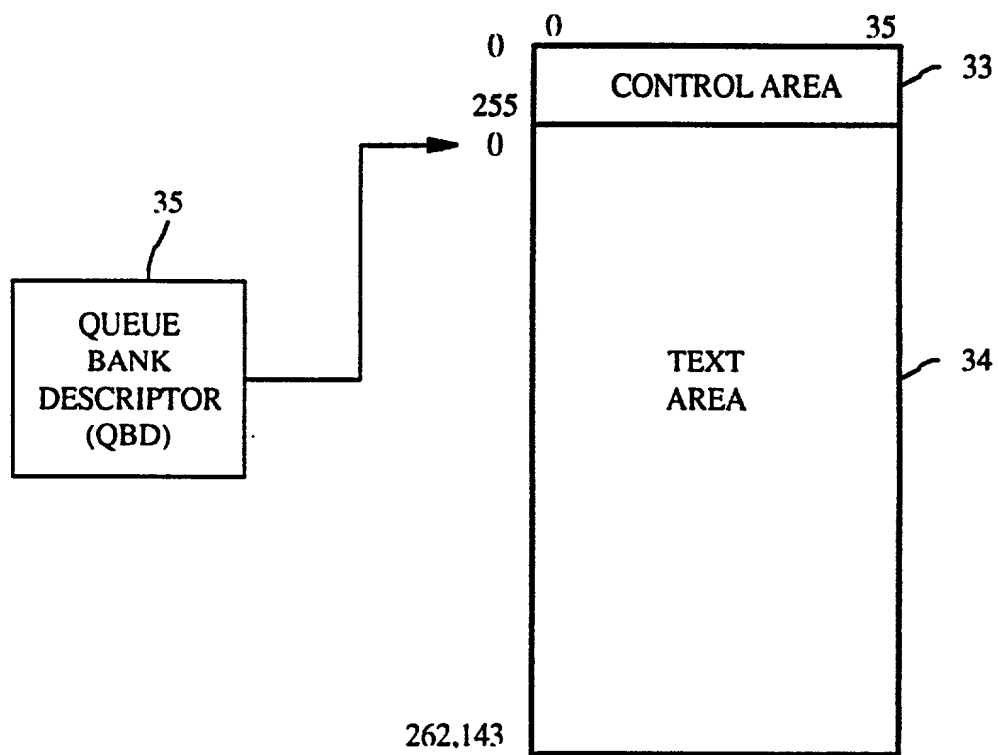 0 35
0
CONTROL AREA
33
255
0
35
QUEUE
BANK
DESCRIPTOR
(QBD)
TEXT
AREA
34
262,143